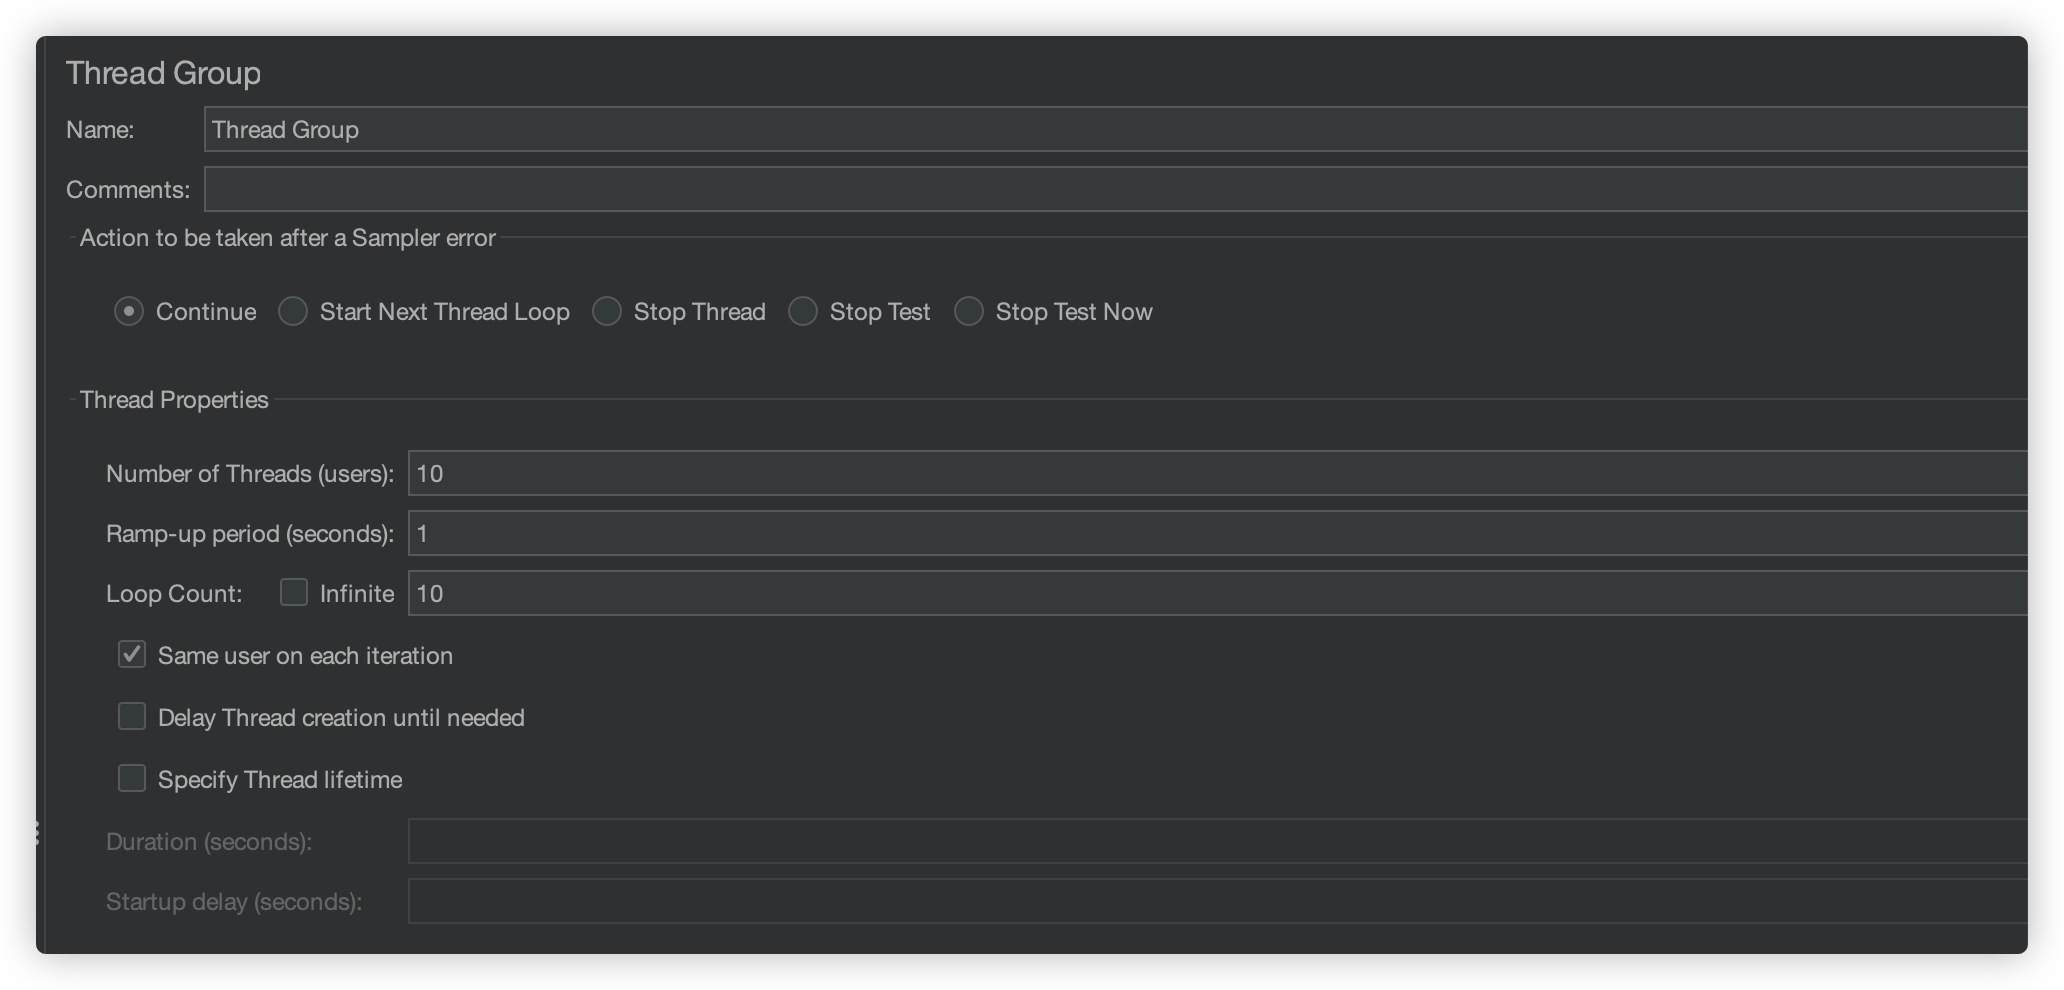 Thread Group
Name: Thread Group
Comments:
Action to be taken after a Sampler error
Continue Start Next Thread Loop Stop Thread Stop Test Stop Test Now
Thread Properties
Number of Threads (users): 10
Ramp-up period (seconds): 1
Loop Count: Infinite 10
Same user on each iteration
Delay Thread creation until needed
Specify Thread lifetime
Duration (seconds):
Startup delay (seconds):